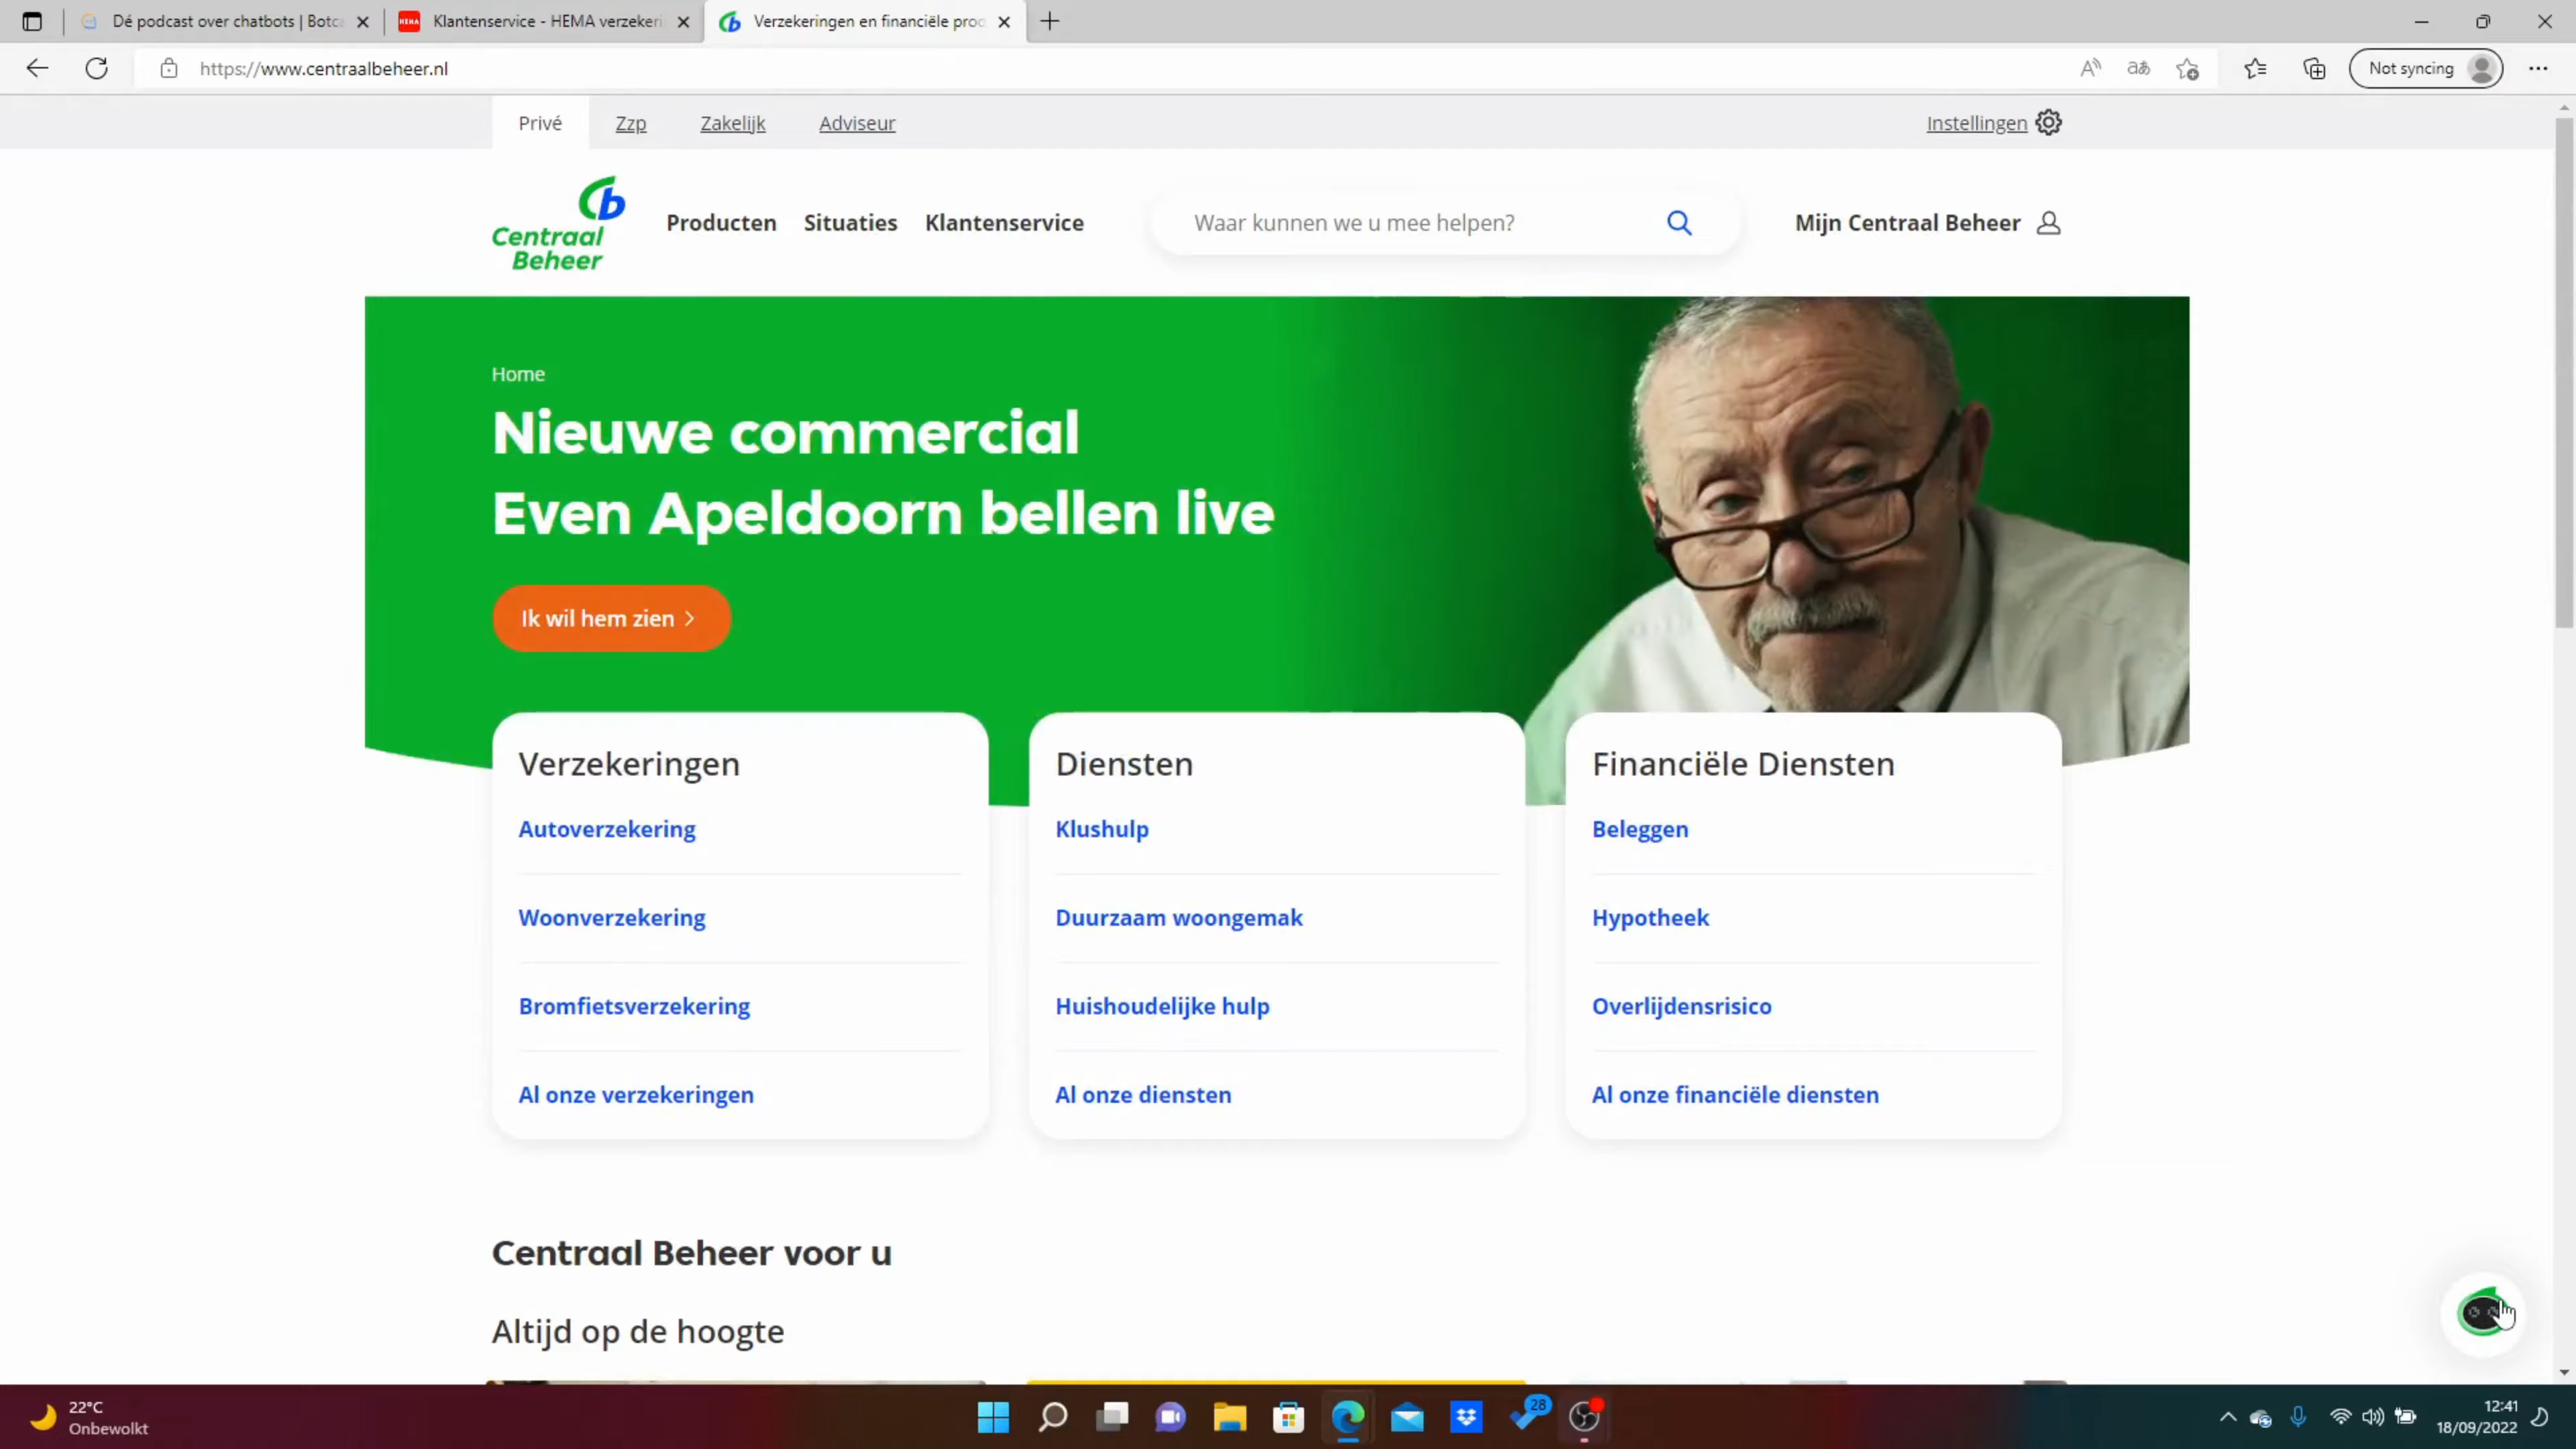 Dé podcast over chatbots | Botca
Klantenservice - HEMA verzekeri
Verzekeringen en financiële proc
https://www.centraalbeheer.nl
Not syncing
Privé
Zzp
Zakelijk
Adviseur
Instellingen
Centraal
Beheer
Producten
Situaties
Klantenservice
Waar kunnen we u mee helpen?
Mijn Centraal Beheer
Home
Nieuwe commercial
Even Apeldoorn bellen live
Ik wil hem zien
Verzekeringen
Autoverzekering
Woonverzekering
Bromfietsverzekering
Al onze verzekeringen
Diensten
Klushulp
Duurzaam woongemak
Huishoudelijke hulp
Al onze diensten
Financiële Diensten
Beleggen
Hypotheek
Overlijdensrisico
Al onze financiële diensten
Centraal Beheer voor u
Altijd op de hoogte
22°C
Onbewolkt
28
12:41
18/09/2022